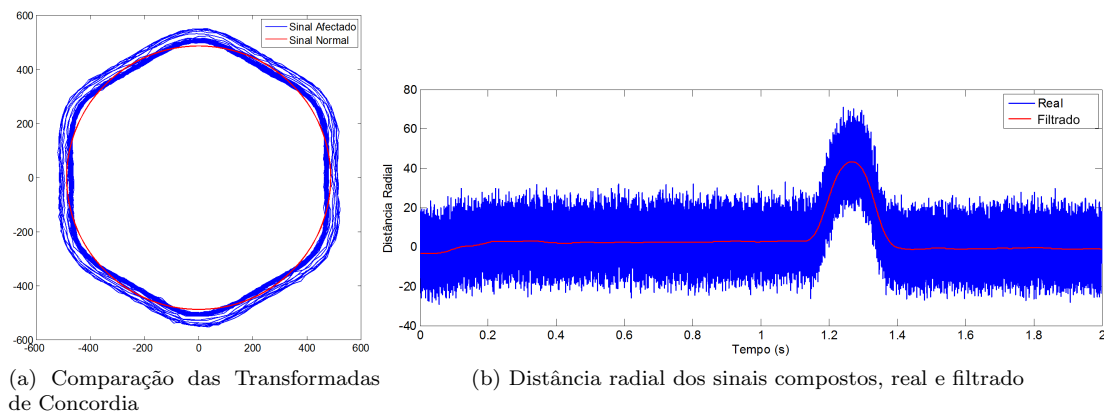 600
400
200
0
-200
-400
-600
-600 -400 -200 0 200 400 600
Sinal Afectado
Sinal Normal
(a) Comparação das Transformadas
de Concordia
80
60
40
20
0
-20
-40
0 0.2 0.4 0.6 0.8 1 1.2 1.4 1.6 1.8 2
Distância Radial
Tempo (s)
Real
Filtrado
(b) Distância radial dos sinais compostos, real e filtrado